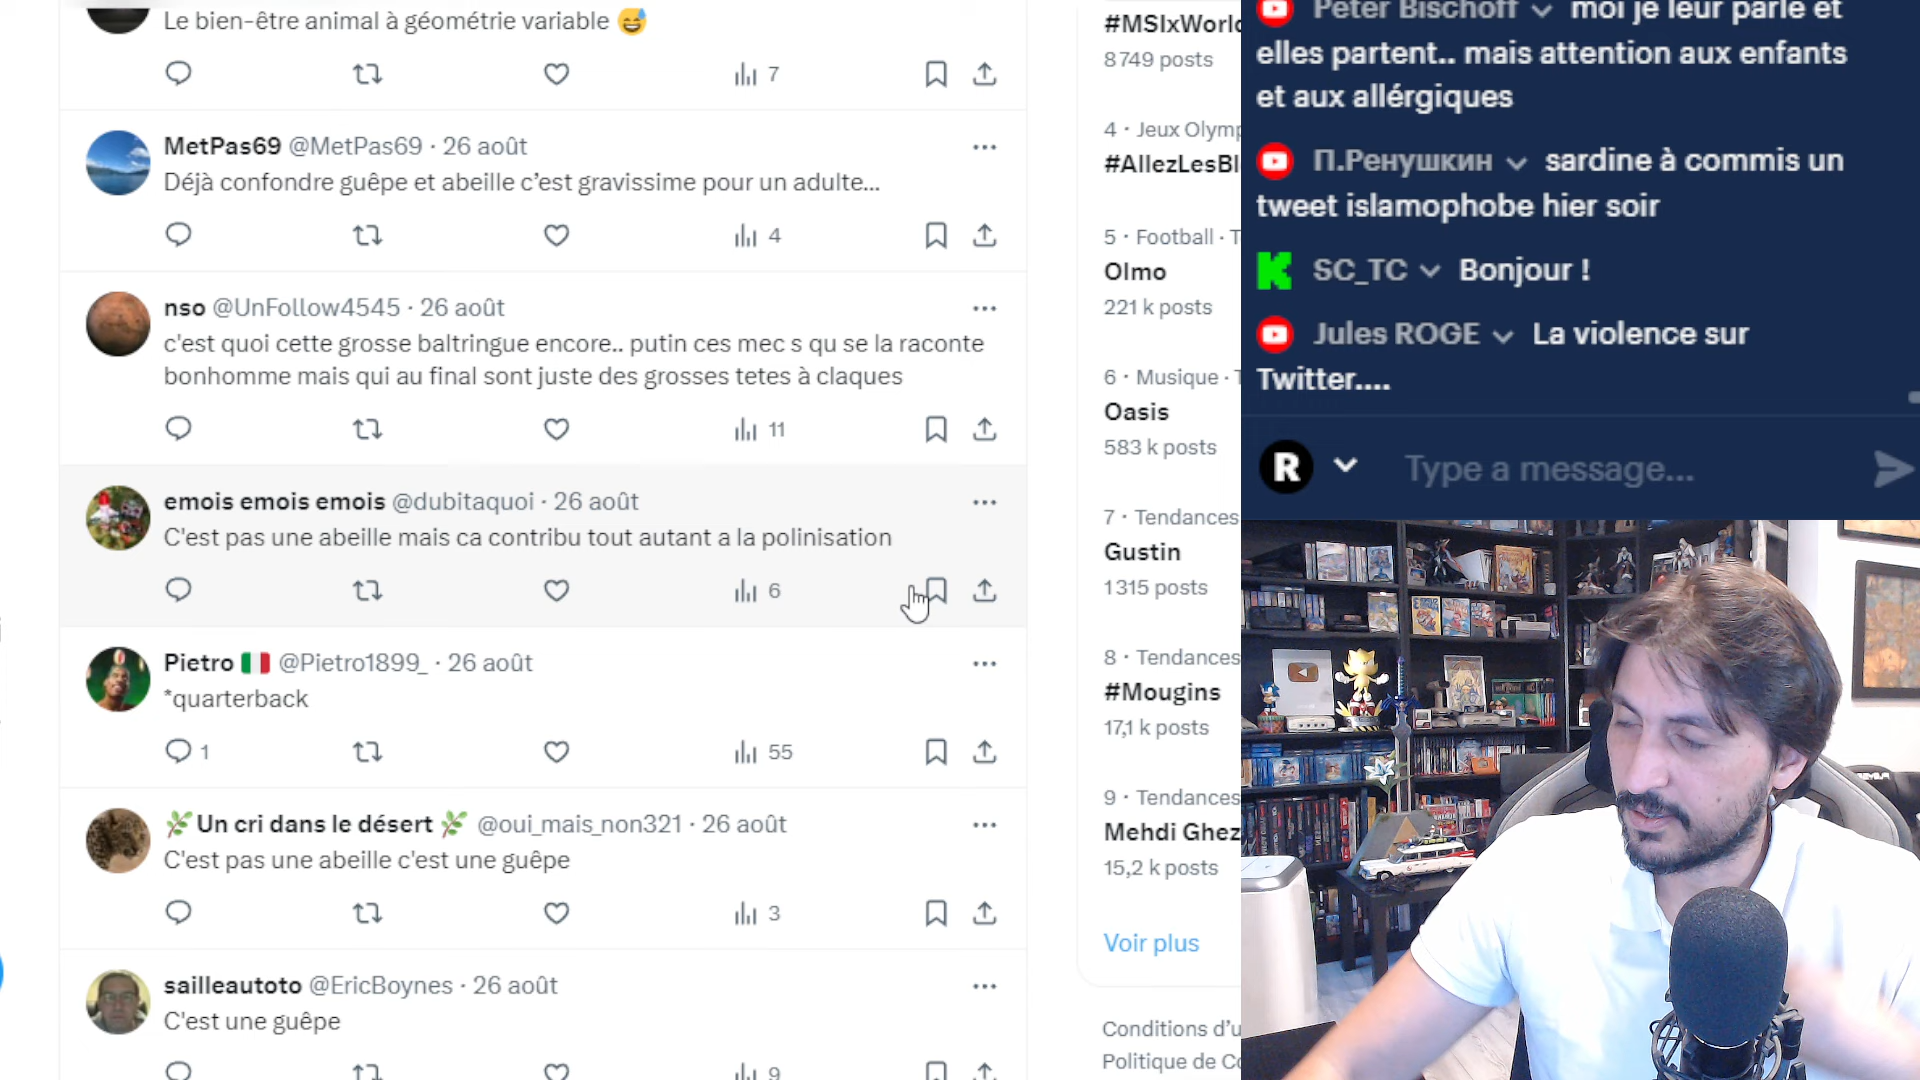 Le bien-être animal à géométrie variable 😅
7
MetPas69 @MetPas69 · 26 août
Déjà confondre guêpe et abeille c’est gravissime pour un adulte...
4
nso @UnFollow4545 · 26 août
c'est quoi cette grosse baltringue encore.. putin ces mec s qu se la raconte
bonhomme mais qui au final sont juste des grosses tetes à claques
11
emois emois emois @dubitaquoi · 26 août
C'est pas une abeille mais ca contribu tout autant a la polinisation
6
Pietro 🇮🇹 @Pietro1899_ · 26 août
*quarterback
1
55
🌿Un cri dans le désert 🌿 @oui_mais_non321 · 26 août
C'est pas une abeille c'est une guêpe
3
sailleautoto @EricBoynes · 26 août
C'est une guêpe
9
#MSIxWorld
8 749 posts
4 · Jeux Olymp
#AllezLesBl
5 · Football · T
Olmo
221 k posts
6 · Musique · T
Oasis
583 k posts
7 · Tendances
Gustin
1 315 posts
8 · Tendances
#Mougins
17,1 k posts
9 · Tendances
Mehdi Ghez
15,2 k posts
Voir plus
Conditions d’u
Politique de Co
Peter Bischoff moi je leur parle et
elles partent.. mais attention aux enfants
et aux allérgiques
П.Ренушкин sardine à commis un
tweet islamophobe hier soir
SC_TC Bonjour !
Jules ROGE La violence sur
Twitter....
R
Type a message...